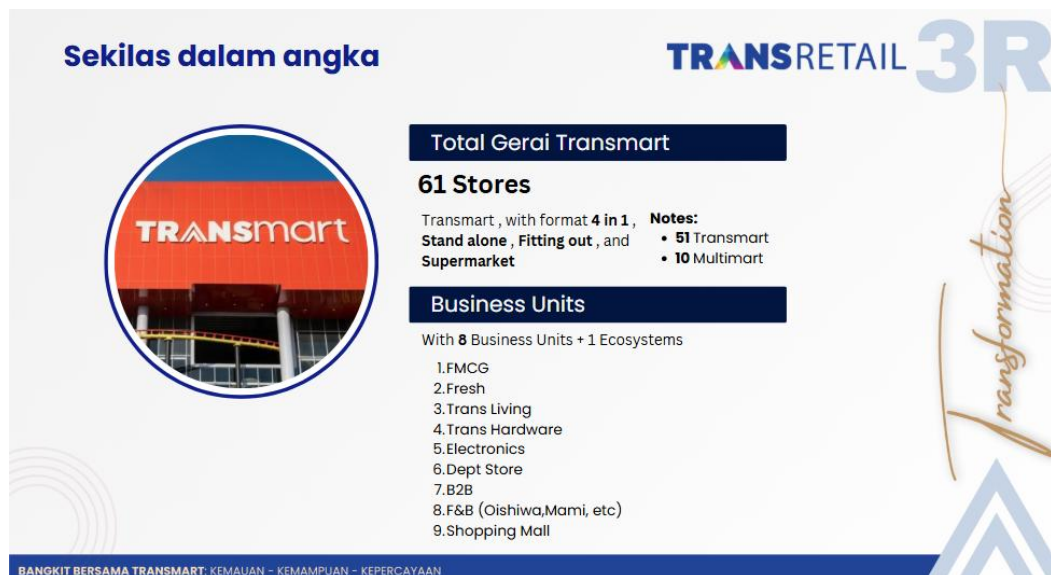 Sekilas dalam angka
TRANSRETAIL
3R
TRANSmart
Total Gerai Transmart
61 Stores
Transmart , with format 4 in 1 ,
Stand alone , Fitting out , and
Supermarket
Notes:
• 51 Transmart
• 10 Multimart
Business Units
With 8 Business Units + 1 Ecosystems
1.FMCG
2.Fresh
3.Trans Living
4.Trans Hardware
5.Electronics
6.Dept Store
7.B2B
8.F&B (Oishiwa,Mami, etc)
9.Shopping Mall
Transformation
BANGKIT BERSAMA TRANSMART: KEMAUAN - KEMAMPUAN - KEPERCAYAAN